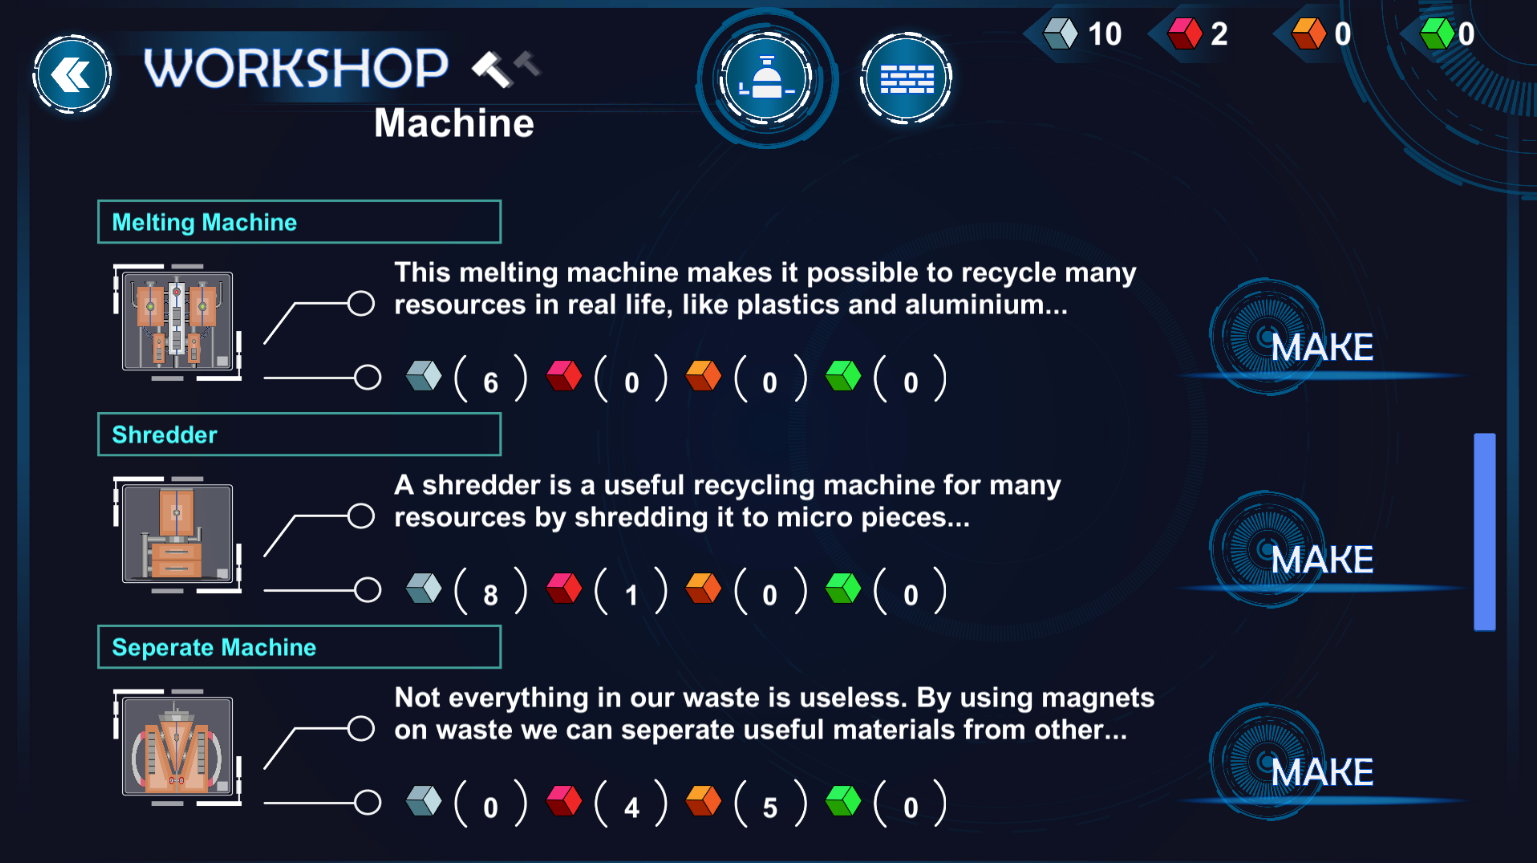 WORKSHOP
10 2 0 0
Machine
Melting Machine
This melting machine makes it possible to recycle many
resources in real life, like plastics and aluminium...
MAKE
( 6 ) ( 0 ) ( 0 ) ( 0 )
Shredder
A shredder is a useful recycling machine for many
resources by shredding it to micro pieces...
MAKE
( 8 ) ( 1 ) ( 0 ) ( 0 )
Seperate Machine
Not everything in our waste is useless. By using magnets
on waste we can seperate useful materials from other...
MAKE
( 0 ) ( 4 ) ( 5 ) ( 0 )